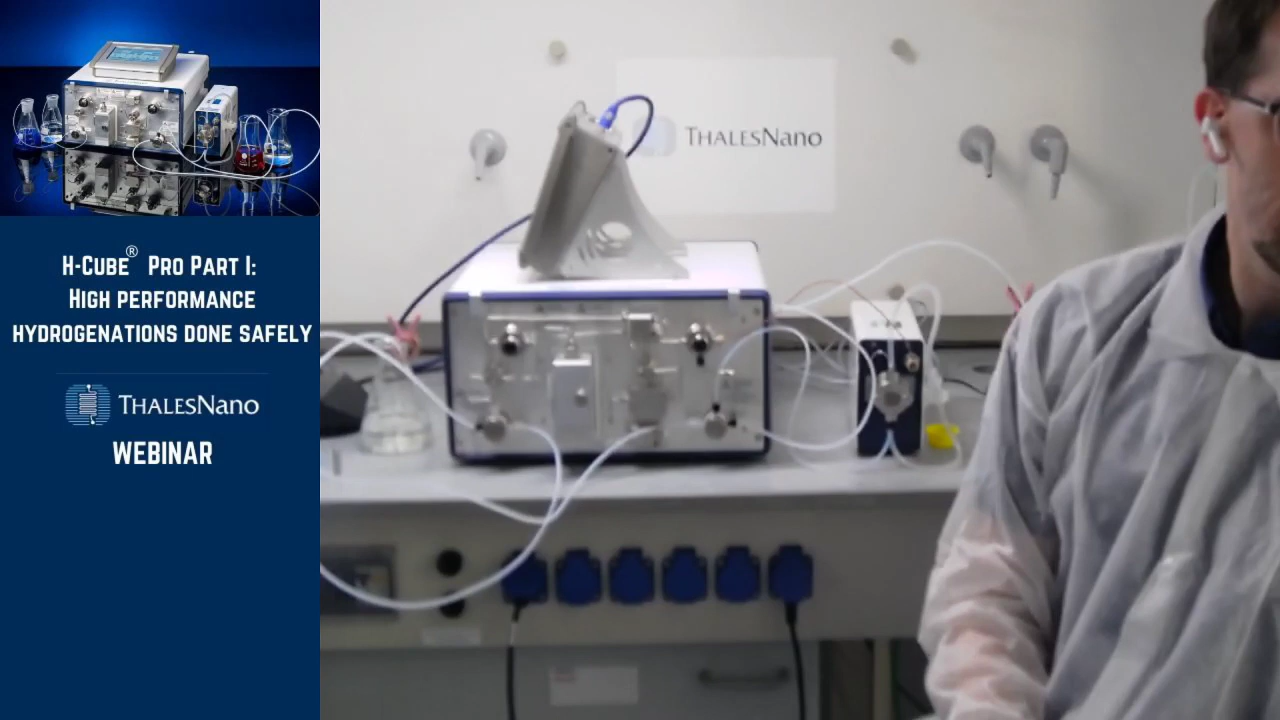 H-Cube® Pro Part I:
High performance
hydrogenations done safely
ThalesNano
WEBINAR
ThalesNano